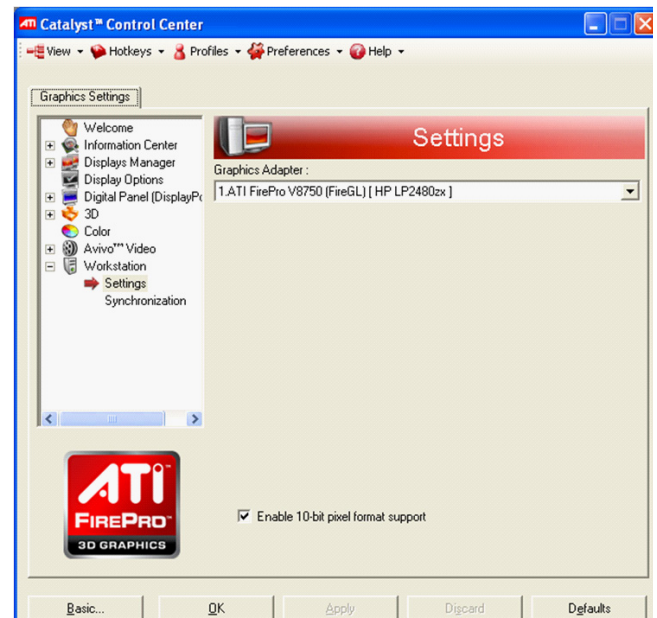 ATI Catalyst™ Control Center
View Hotkeys Profiles Preferences Help
Graphics Settings
Welcome
Information Center
Displays Manager
Display Options
Digital Panel (DisplayPo
3D
Color
Avivo™ Video
Workstation
Settings
Synchronization
Settings
Graphics Adapter :
1.ATI FirePro V8750 (FireGL) [ HP LP2480zx ]
ATI™
FIREPRO™
3D GRAPHICS
Enable 10-bit pixel format support
Basic... OK Apply Discard Defaults